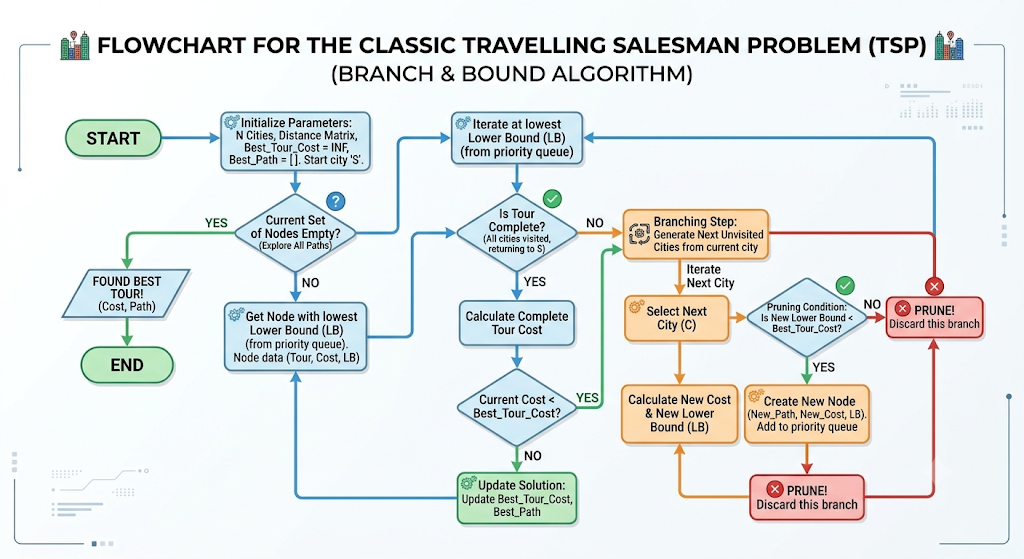 FLOWCHART FOR THE CLASSIC TRAVELLING SALESMAN PROBLEM (TSP)
(BRANCH & BOUND ALGORITHM)
START
Initialize Parameters:
N Cities, Distance Matrix,
Best_Tour_Cost = INF,
Best_Path = []. Start city 'S'.
Iterate at lowest
Lower Bound (LB)
(from priority queue)
?
YES
Current Set
of Nodes Empty?
(Explore All Paths)
NO
Is Tour
Complete?
(All cities visited,
returning to S)
NO
YES
Branching Step:
Generate Next Unvisited
Cities from current city
Iterate
Next City
FOUND BEST
TOUR!
(Cost, Path)
END
Get Node with lowest
Lower Bound (LB)
(from priority queue).
Node data (Tour, Cost, LB)
Calculate Complete
Tour Cost
Select Next
City (C)
Pruning Condition:
Is New Lower Bound <
Best_Tour_Cost?
NO
YES
PRUNE!
Discard this branch
Current Cost <
Best_Tour_Cost?
YES
NO
Calculate New Cost
& New Lower
Bound (LB)
Create New Node
(New_Path, New_Cost, LB).
Add to priority queue
Update Solution:
Update Best_Tour_Cost,
Best_Path
PRUNE!
Discard this branch